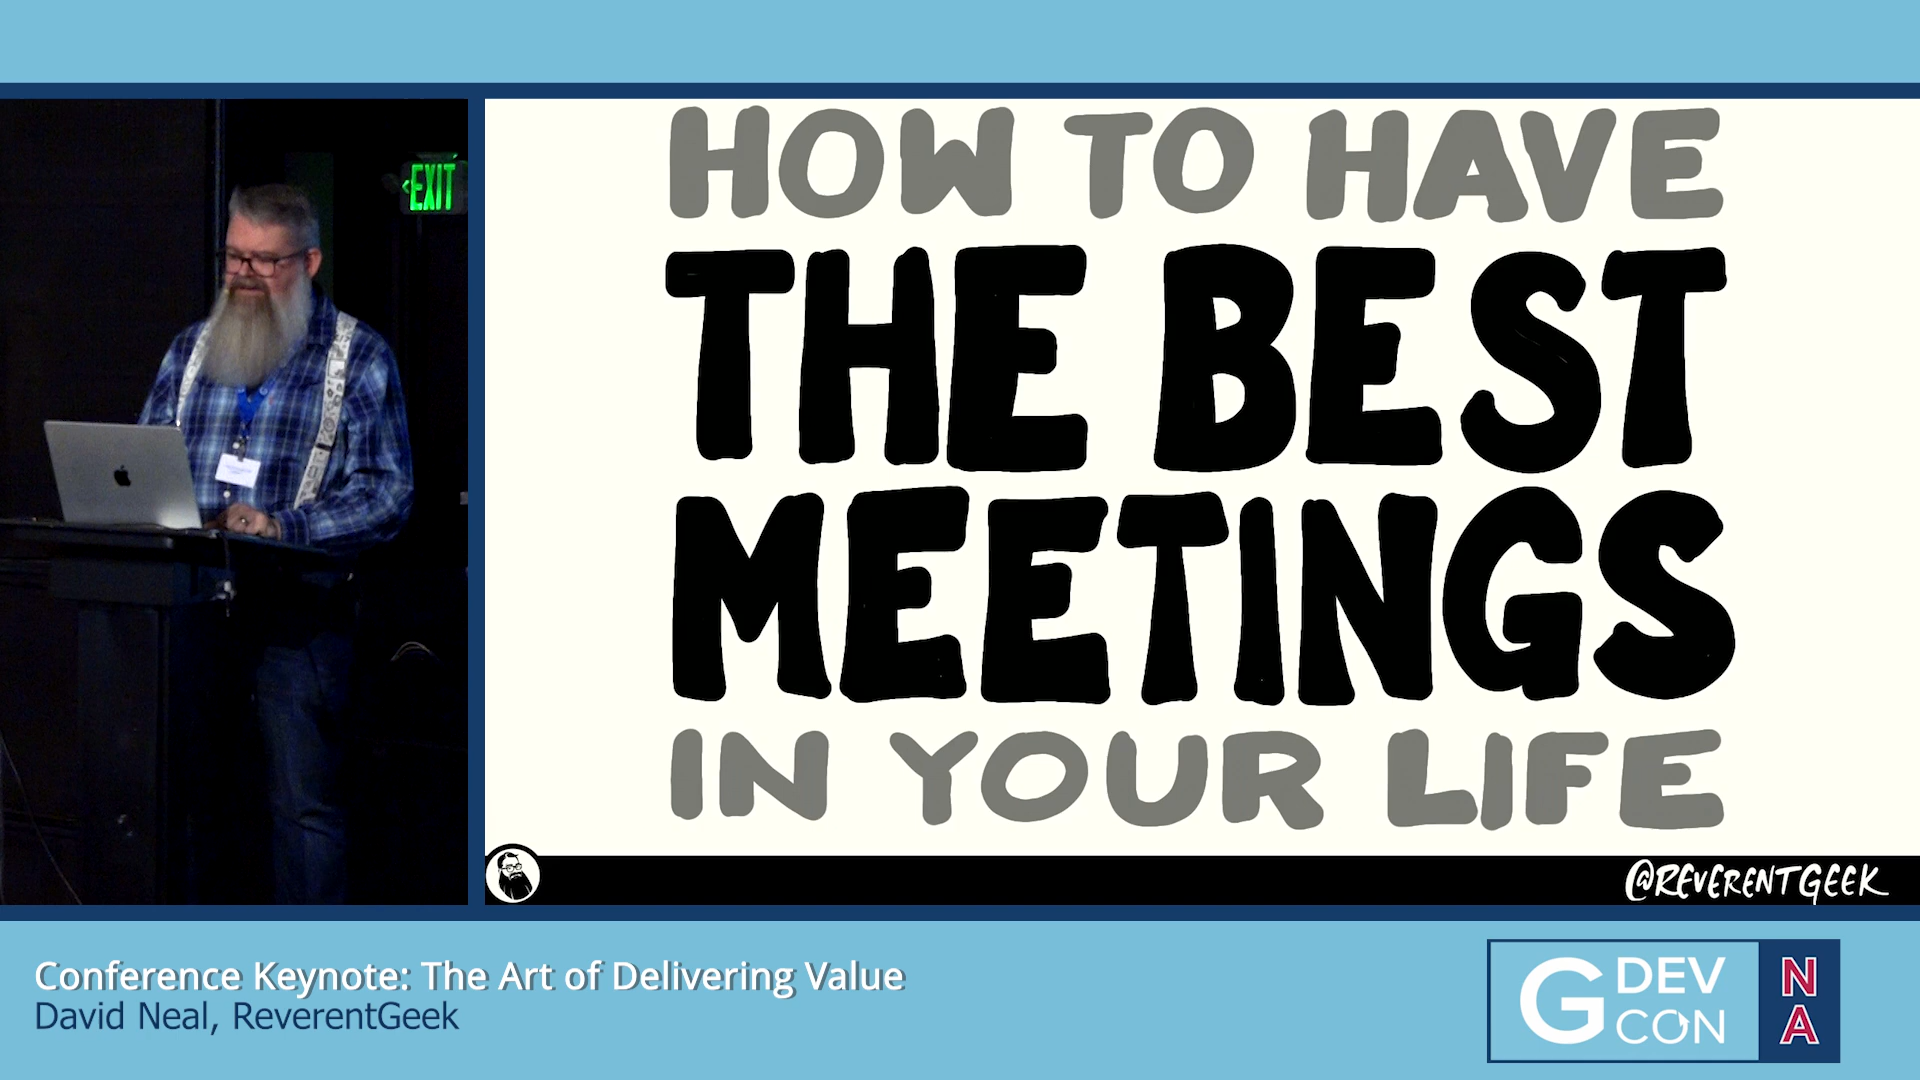 EXIT
HOW TO HAVE
THE BEST
MEETINGS
IN YOUR LIFE
@REVERENTGEEK
Conference Keynote: The Art of Delivering Value
David Neal, ReverentGeek
G DEV CON
NA